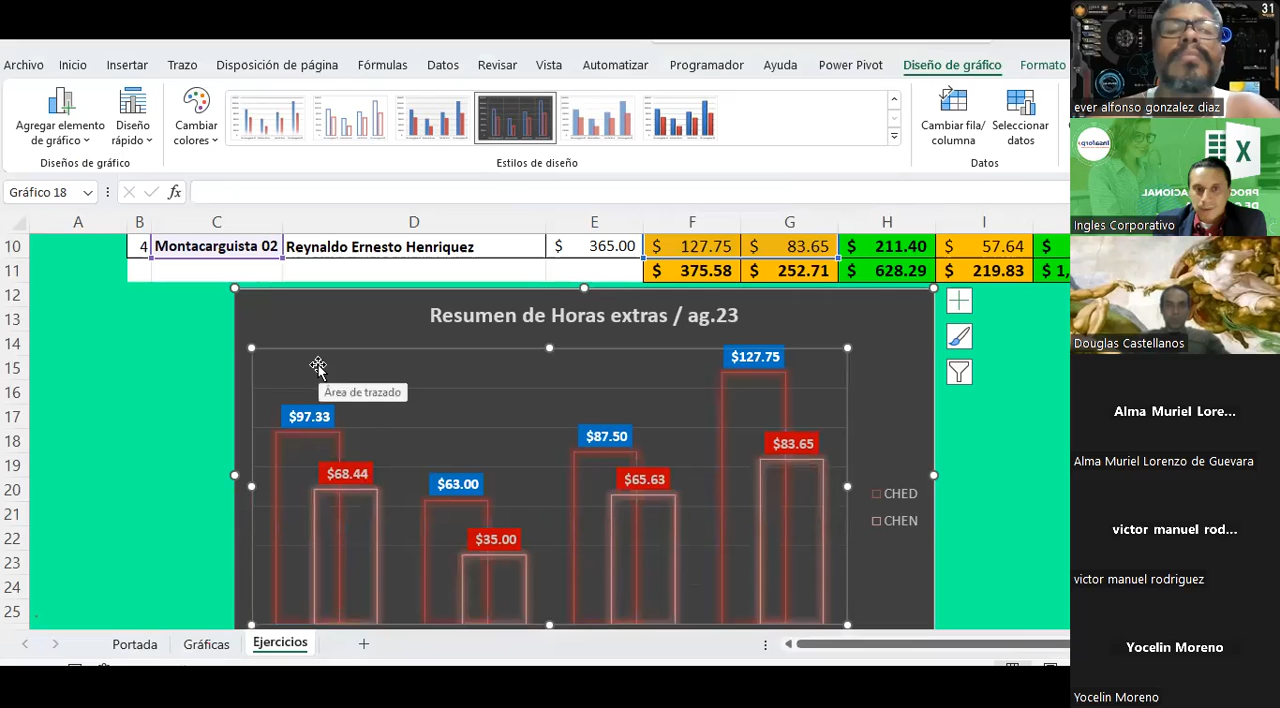 Archivo Inicio Insertar Trazo Disposición de página Fórmulas Datos Revisar Vista Automatizar Programador Ayuda Power Pivot Diseño de gráfico Formato
Agregar elemento
de gráfico
Diseño
rápido
Cambiar
colores
Cambiar fila/
columna
Seleccionar
datos
Diseños de gráfico
Estilos de diseño
Datos
Gráfico 18
fx
A B C D E F G H I
10 4 Montacarguista 02 Reynaldo Ernesto Henriquez $ 365.00 $ 127.75 $ 83.65 $ 211.40 $ 57.64 $
11 $ 375.58 $ 252.71 $ 628.29 $ 219.83 $ 1,
12
13
14
15
16
17
18
19
20
21
22
23
24
25
Resumen de Horas extras / ag.23
Área de trazado
$127.75
$97.33
$87.50
$83.65
$68.44
$63.00
$65.63
$35.00
CHED
CHEN
Portada Gráficas Ejercicios
31
ever alfonso gonzalez diaz
Ingles Corporativo
Douglas Castellanos
Alma Muriel Lore...
Alma Muriel Lorenzo de Guevara
victor manuel rod...
victor manuel rodriguez
Yocelin Moreno
Yocelin Moreno